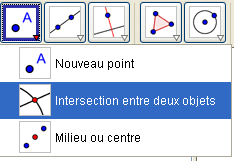 A
A
Nouveau point
Intersection entre deux objets
Milieu ou centre